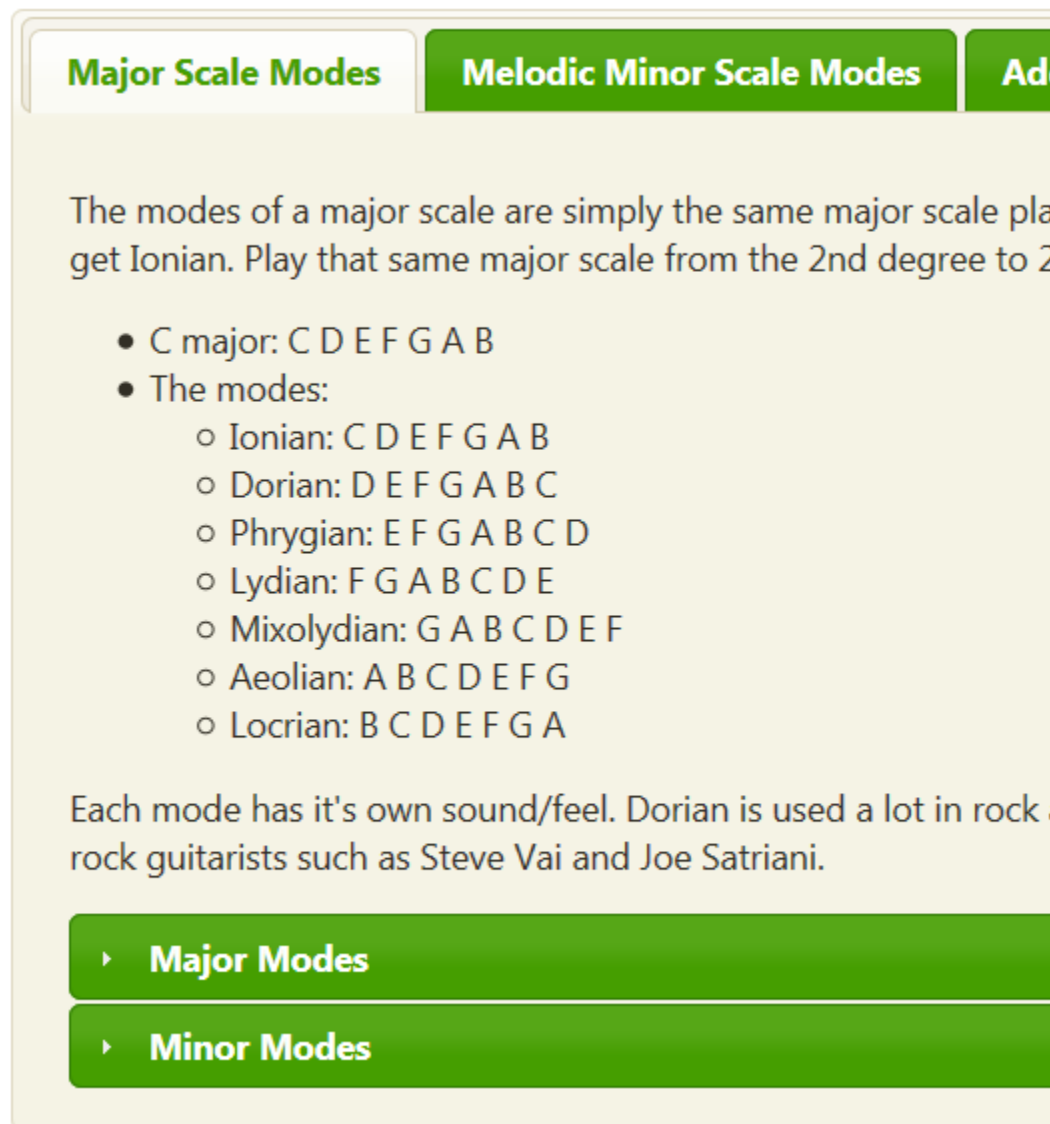 Major Scale Modes Melodic Minor Scale Modes
The modes of a major scale are simply the same major scale
get Ionian. Play that same major scale from the 2nd degree to
• C major: C D E F G A B
• The modes:
○ Ionian: C D E F G A B
○ Dorian: D E F G A B C
○ Phrygian: E F G A B C D
○ Lydian: F G A B C D E
○ Mixolydian: G A B C D E F
○ Aeolian: A B C D E F G
○ Locrian: B C D E F G A
Each mode has it's own sound/feel. Dorian is used a lot in rock
rock guitarists such as Steve Vai and Joe Satriani.
Major Modes
Minor Modes